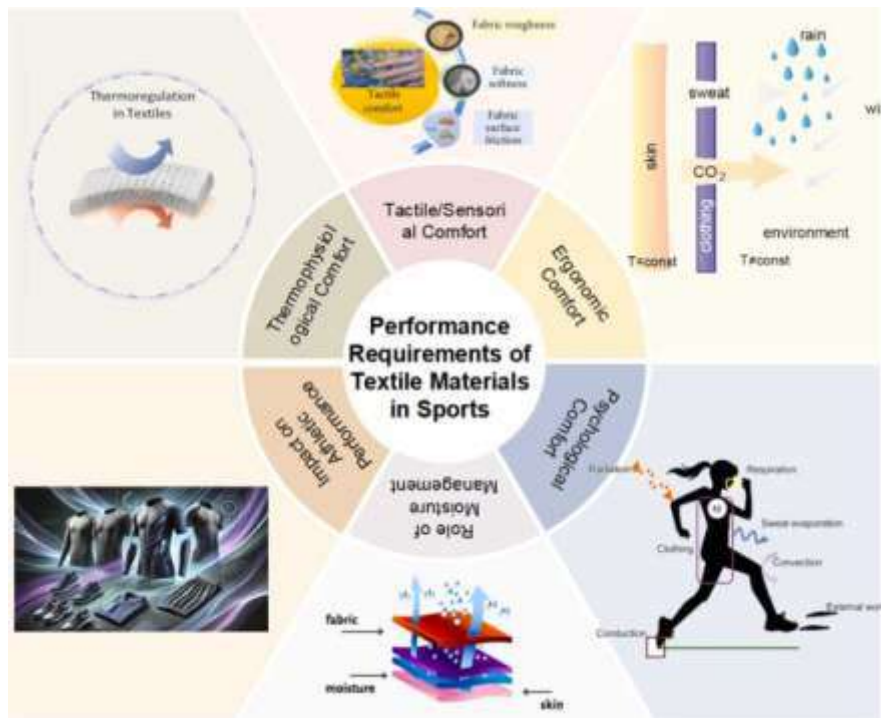 Thermoregulation
in Textiles
Fabric roughness
Tactile
comfort
Fabric
softness
Fabric
surface
friction
rain
sweat
skin
CO₂
clothing
environment
T=const
T≠const
Thermophysiol
ogical Comfort
Tactile/Sensori
al Comfort
Ergonomic
Comfort
Performance
Requirements of
Textile Materials
in Sports
Impact on
Athletic
Performance
Role of
Moisture
Management
Psychological
Comfort
Respiration
Sweat evaporation
Clothing
Convection
External work
Conduction
fabric
moisture
skin